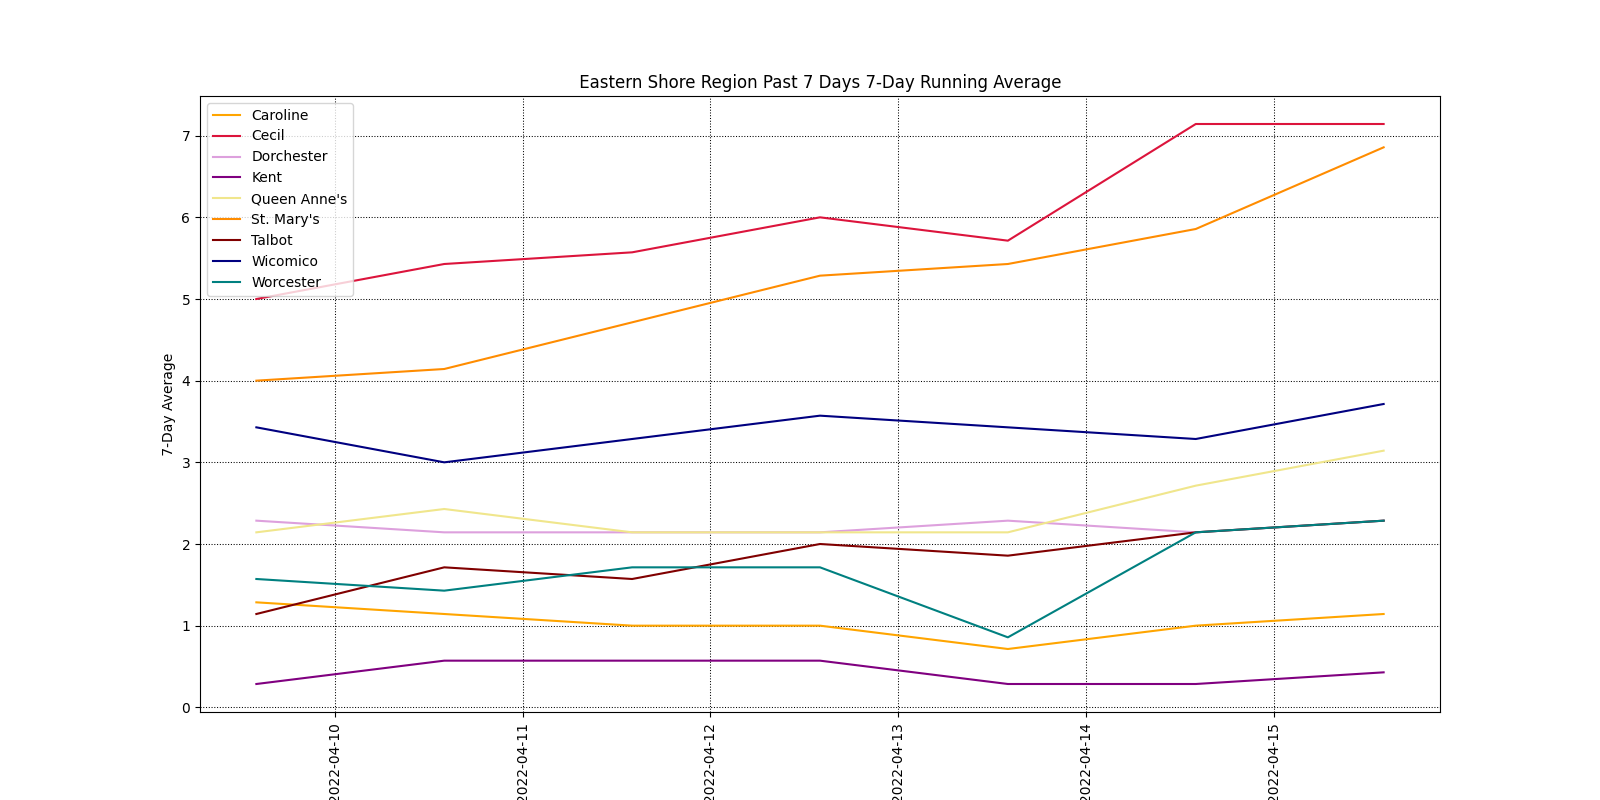 Eastern Shore Region Past 7 Days 7-Day Running Average
Caroline
Cecil
Dorchester
Kent
Queen Anne's
St. Mary's
Talbot
Wicomico
Worcester
7-Day Average
7
6
5
4
3
2
1
0
2022-04-10
2022-04-11
2022-04-12
2022-04-13
2022-04-14
2022-04-15